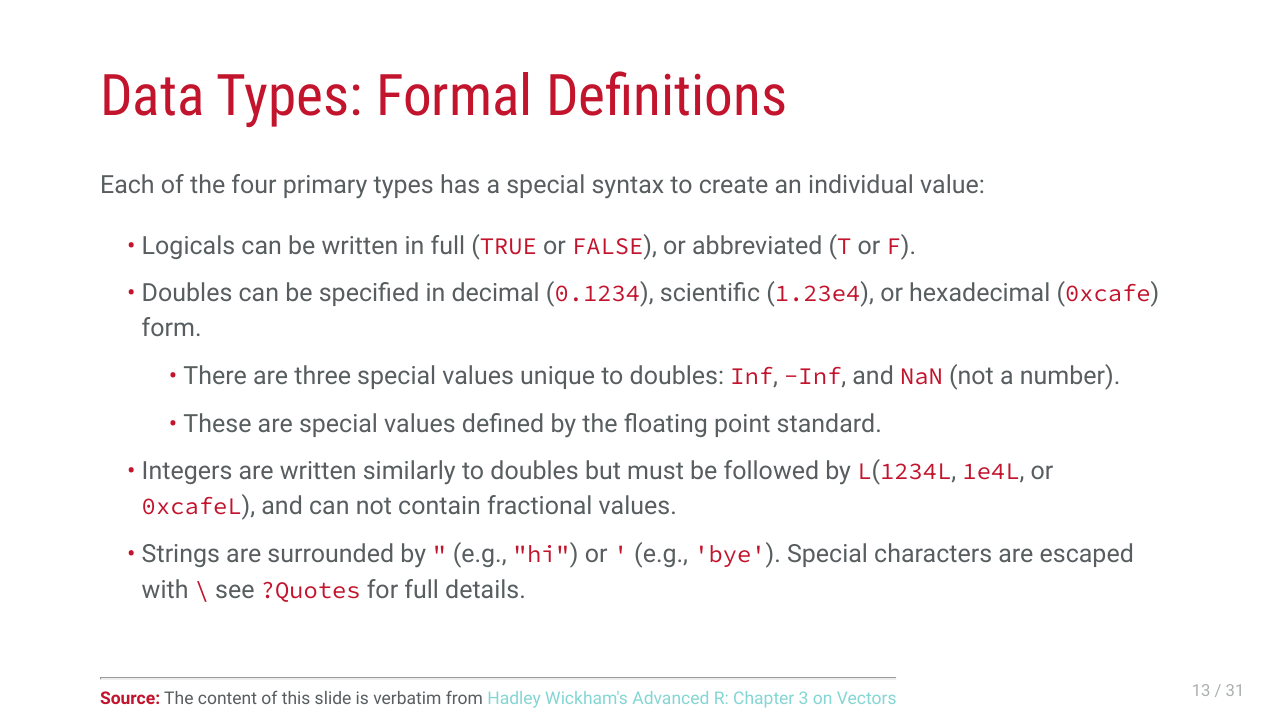 Data Types: Formal Definitions
Each of the four primary types has a special syntax to create an individual value:
• Logicals can be written in full (TRUE or FALSE), or abbreviated (T or F).
• Doubles can be specified in decimal (0.1234), scientific (1.23e4), or hexadecimal (0xcafe)
form.
• There are three special values unique to doubles: Inf, -Inf, and NaN (not a number).
• These are special values defined by the floating point standard.
• Integers are written similarly to doubles but must be followed by L(1234L, 1e4L, or
0xcafeL), and can not contain fractional values.
• Strings are surrounded by " (e.g., "hi") or ' (e.g., 'bye'). Special characters are escaped
with \ see ?Quotes for full details.
Source: The content of this slide is verbatim from Hadley Wickham's Advanced R: Chapter 3 on Vectors
13 / 31